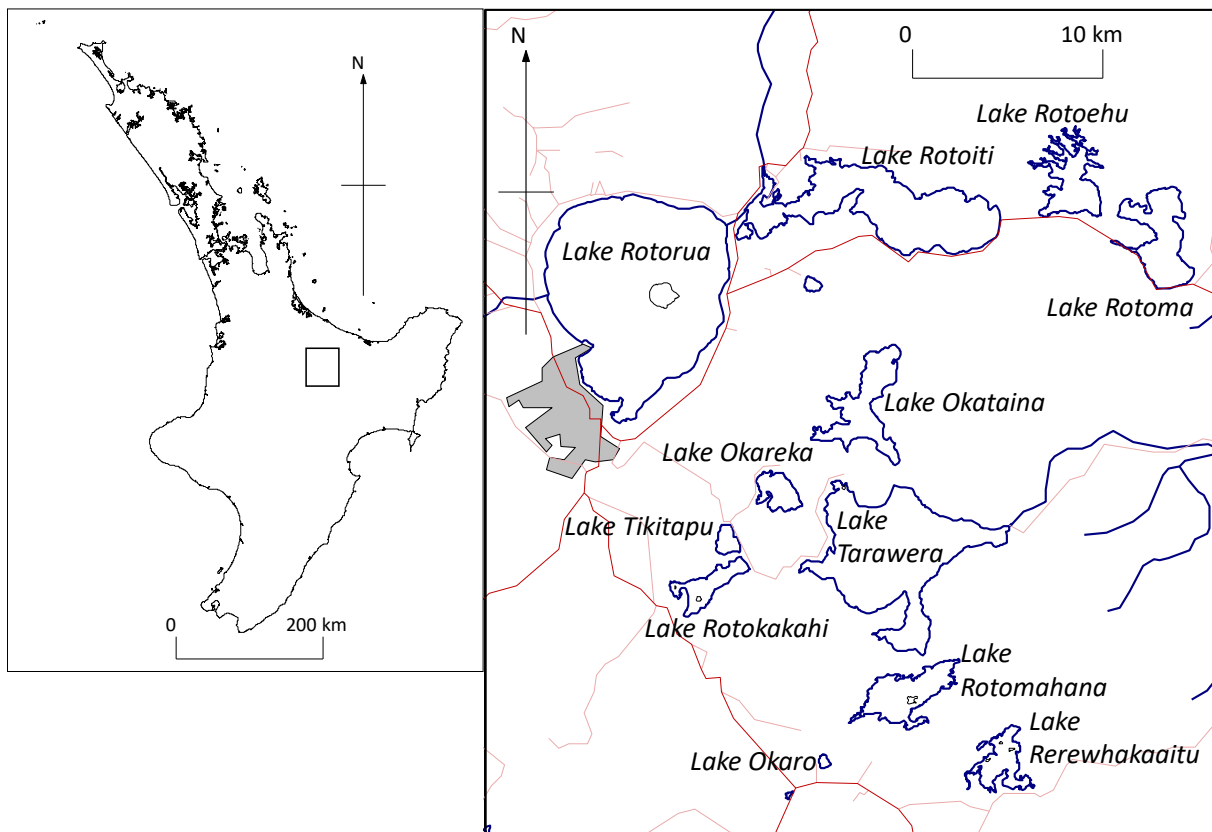 N
0
200 km
N
0
10 km
Lake Rotoehu
Lake Rotoiti
Lake Rotorua
Lake Rotoma
Lake Okataina
Lake Okareka
Lake Tikitapu
Lake
Tarawera
Lake Rotokakahi
Lake
Rotomahana
Lake
Rerewhakaaitu
Lake Okaro